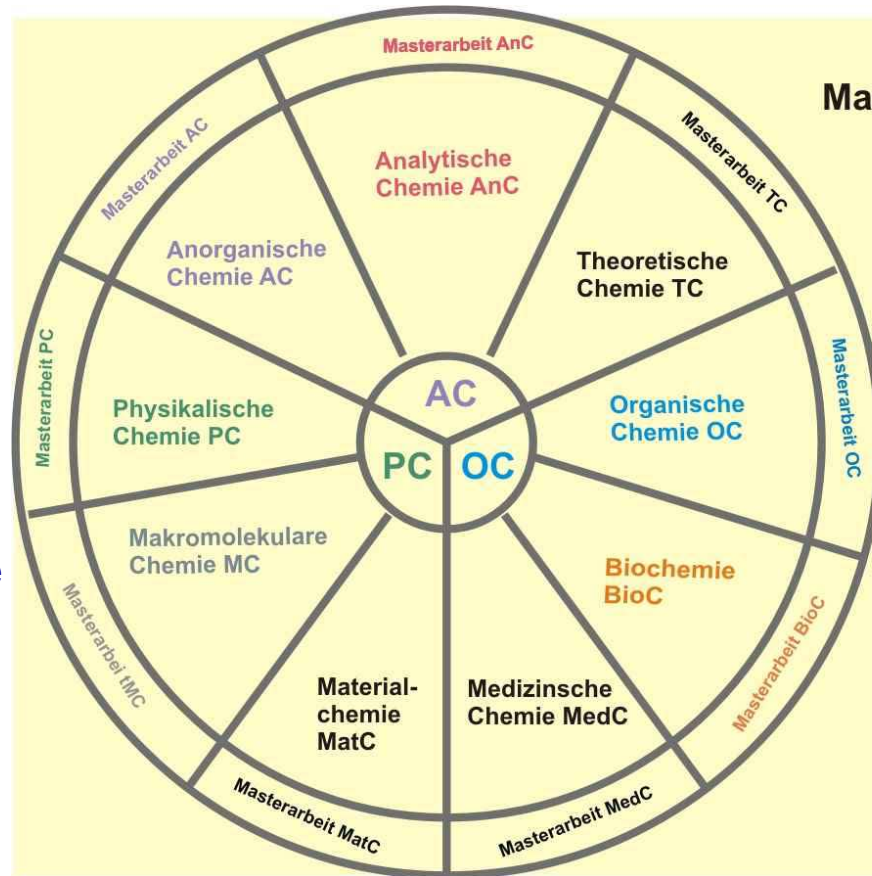 Masterarbeit AnC
Ma
Masterarbeit AC
Masterarbeit TC
Analytische
Chemie AnC
Anorganische
Chemie AC
Theoretische
Chemie TC
Masterarbeit PC
Masterarbeit OC
AC
Physikalische
Chemie PC
Organische
Chemie OC
PC
OC
Makromolekulare
Chemie MC
Biochemie
BioC
e
Masterarbei tMC
Masterarbeit BioC
Material-
chemie
MatC
Medizinsche
Chemie MedC
Masterarbeit MatC
Masterarbeit MedC